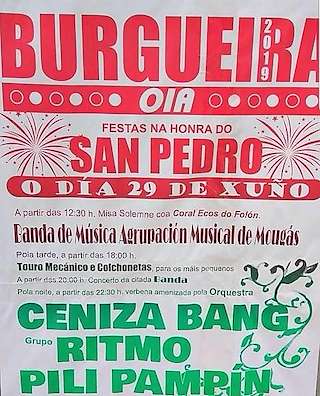 BURGUEIRA
2019
OIA
FESTAS NA HONRA DO
SAN PEDRO
O DÍA 29 DE XUÑO
A partir das 12:30 h. Misa Solemne coa Coral Ecos do Folón.
Banda de Música Agrupación Musical de Mougás
Pola tarde, a partir das 18:00 h.
Touro Mecánico e Colchonetas, para os máis pequenos
A partir das 20:00 h. Concerto da citada Banda
Pola noite, a partir das 22:30 h. verbena amenizada pola Orquestra
CENIZA BANG
Grupo RITMO
PILI PAMPÍN